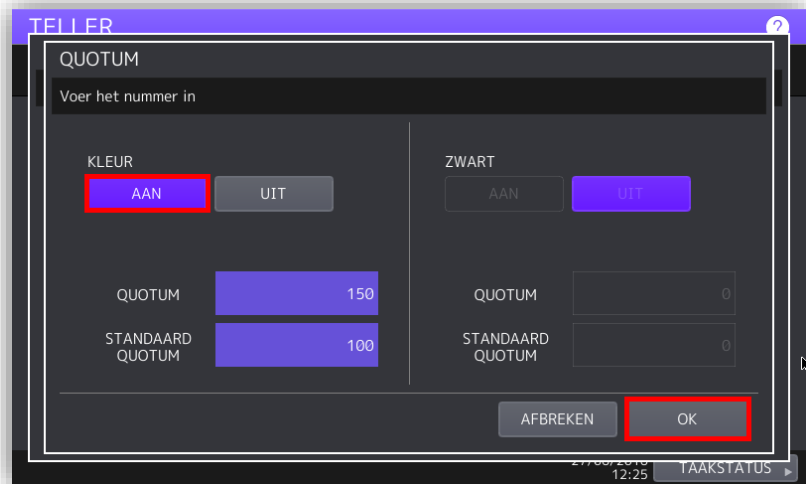 TELLER
?
QUOTUM
Voer het nummer in
KLEUR
AAN
UIT
QUOTUM
150
STANDAARD
QUOTUM
100
ZWART
AAN
UIT
QUOTUM
0
STANDAARD
QUOTUM
0
AFBREKEN
OK
12:25
TAAKSTATUS